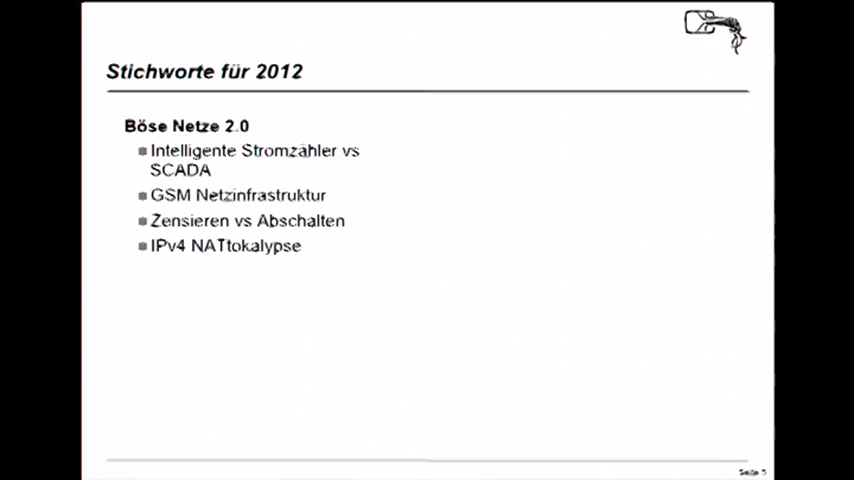 Stichworte für 2012
Böse Netze 2.0
Intelligente Stromzähler vs
SCADA
GSM Netzinfrastruktur
Zensieren vs Abschalten
IPv4 NATtokalypse
Seite 5